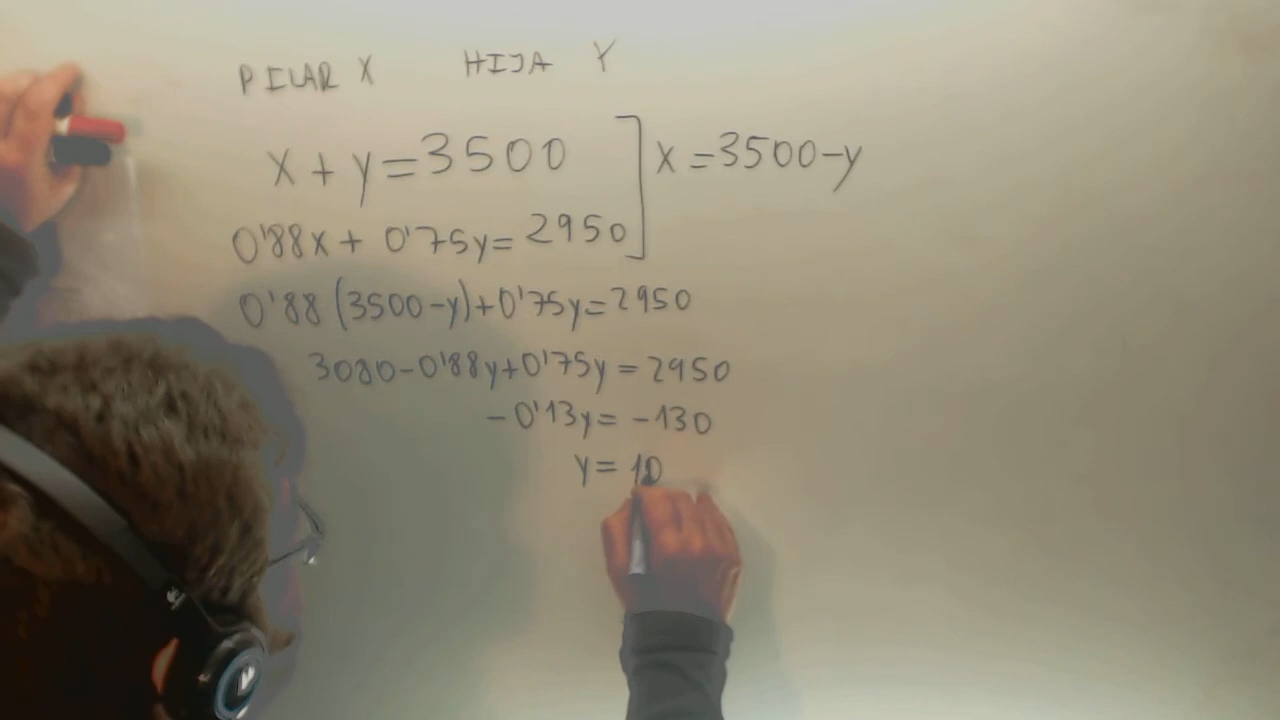 PILAR X HIJA Y
x + y = 3500 ] x = 3500 - y
0'88x + 0'75y = 2950
0'88 (3500 - y) + 0'75y = 2950
3080 - 0'88y + 0'75y = 2950
- 0'13y = -130
y = 10